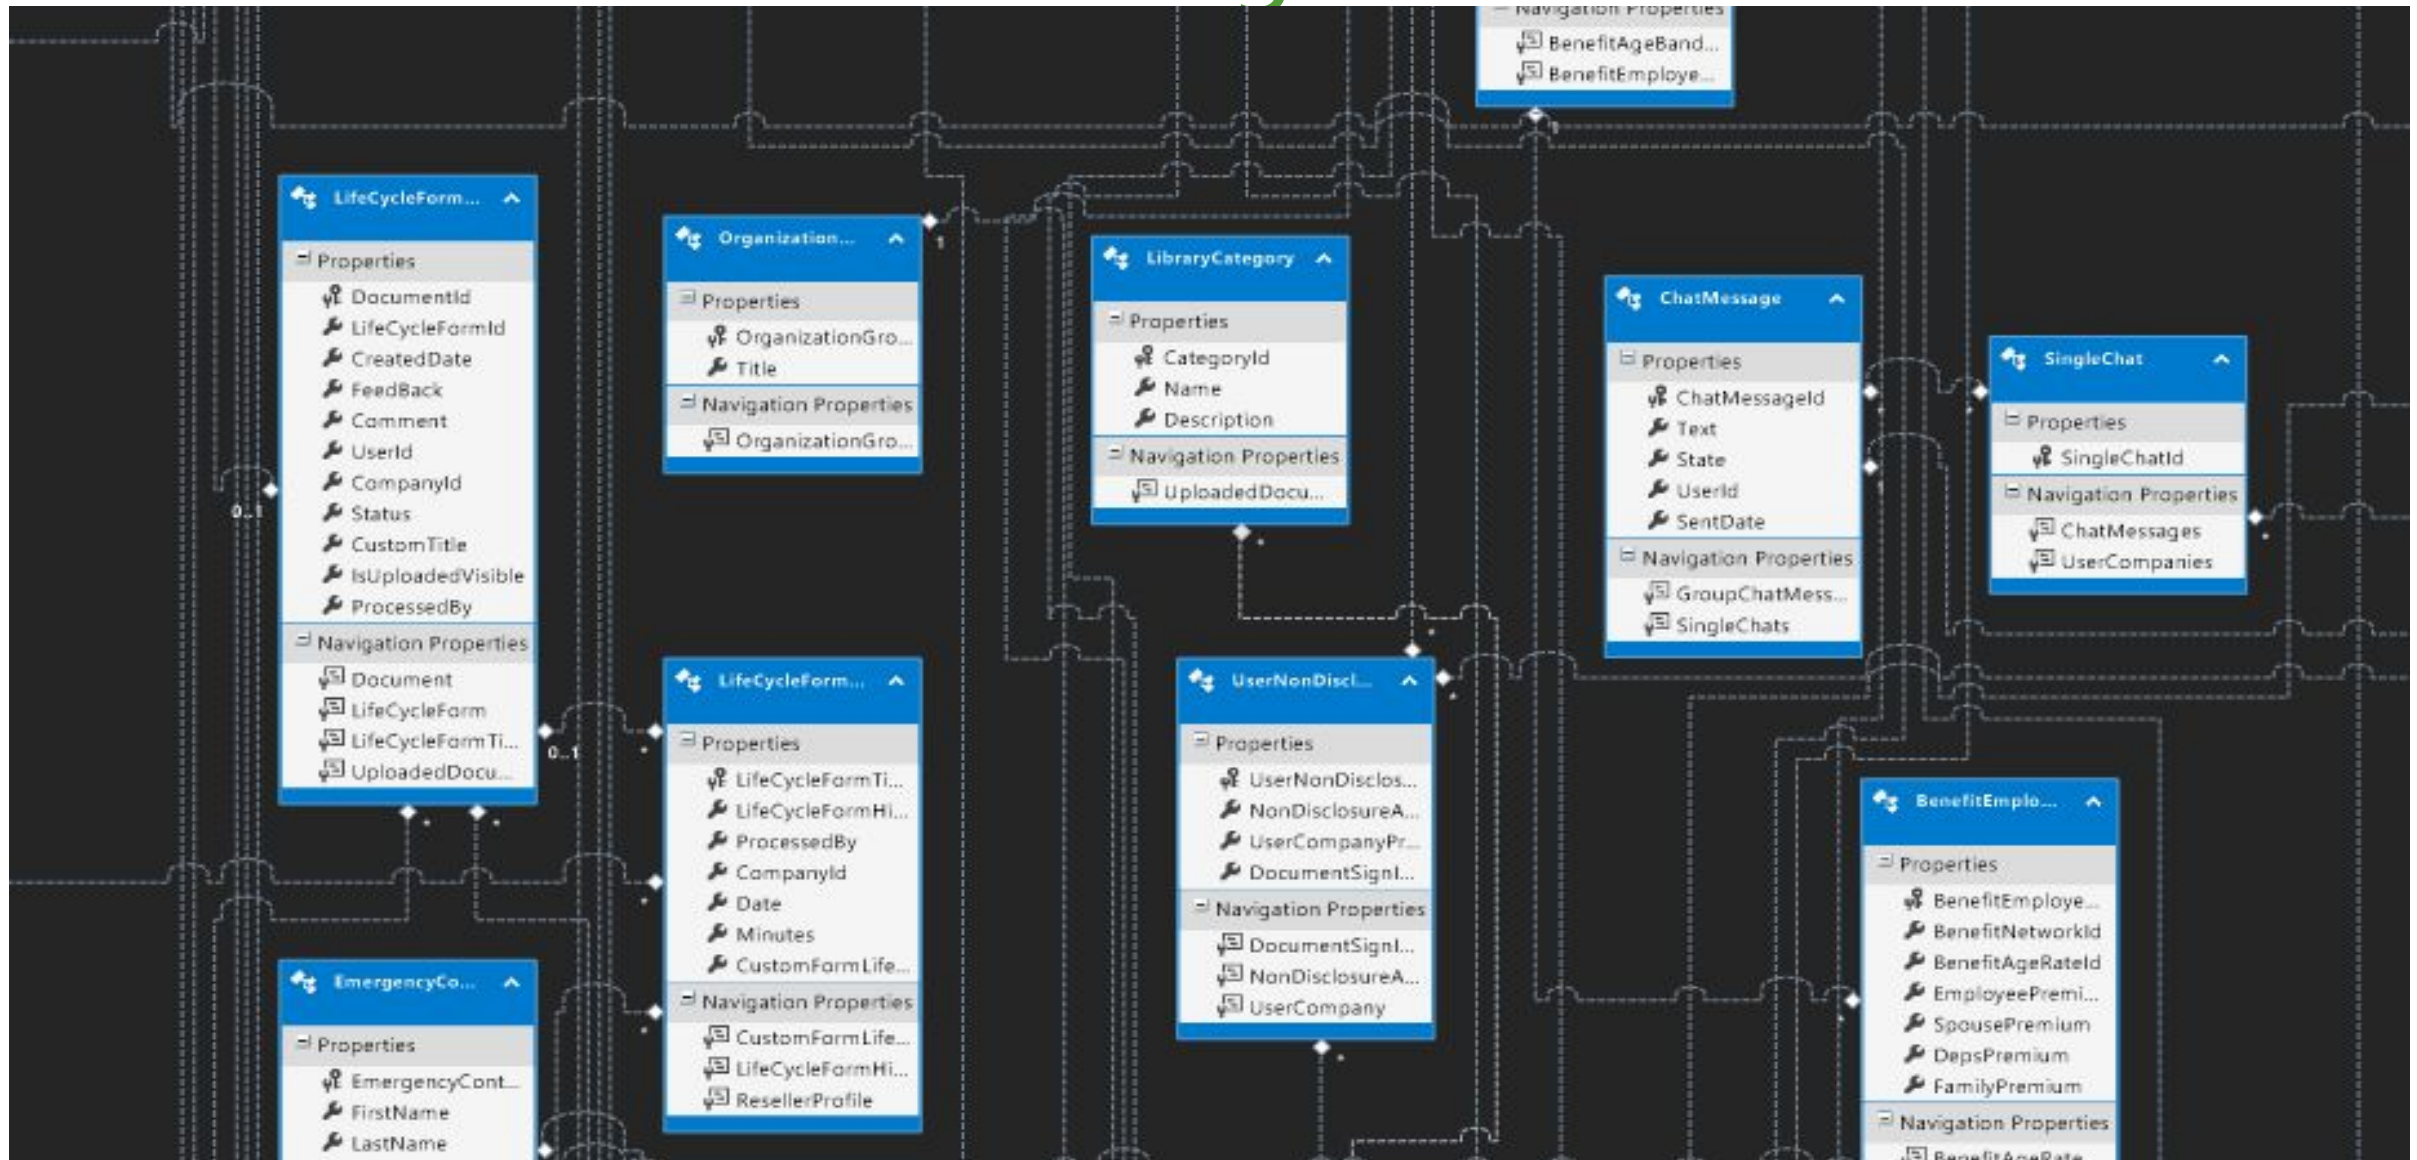 Navigation Properties
BenefitAgeBand...
BenefitEmploye...
1
LifeCycleForm...
Properties
DocumentId
LifeCycleFormId
CreatedDate
FeedBack
Comment
UserId
CompanyId
Status
CustomTitle
IsUploadedVisible
ProcessedBy
Navigation Properties
Document
LifeCycleForm
LifeCycleFormTi...
UploadedDocu...
0..1
0..1
*
*
Organization...
Properties
OrganizationGro...
Title
Navigation Properties
OrganizationGro...
1
LibraryCategory
Properties
CategoryId
Name
Description
Navigation Properties
UploadedDocu...
*
ChatMessage
Properties
ChatMessageId
Text
State
UserId
SentDate
Navigation Properties
GroupChatMess...
SingleChats
*
1
SingleChat
Properties
SingleChatId
Navigation Properties
ChatMessages
UserCompanies
*
*
LifeCycleForm...
Properties
LifeCycleFormTi...
LifeCycleFormHi...
ProcessedBy
CompanyId
Date
Minutes
CustomFormLife...
Navigation Properties
CustomFormLife...
LifeCycleFormHi...
ResellerProfile
*
*
*
UserNonDiscl...
Properties
UserNonDisclos...
NonDisclosureA...
UserCompanyPr...
DocumentSignI...
Navigation Properties
DocumentSignI...
NonDisclosureA...
UserCompany
*
*
*
BenefitEmplo...
Properties
BenefitEmploye...
BenefitNetworkId
BenefitAgeRateId
EmployeePremi...
SpousePremium
DepsPremium
FamilyPremium
Navigation Properties
BenefitAgeRate
*
EmergencyCo...
Properties
EmergencyCont...
FirstName
LastName